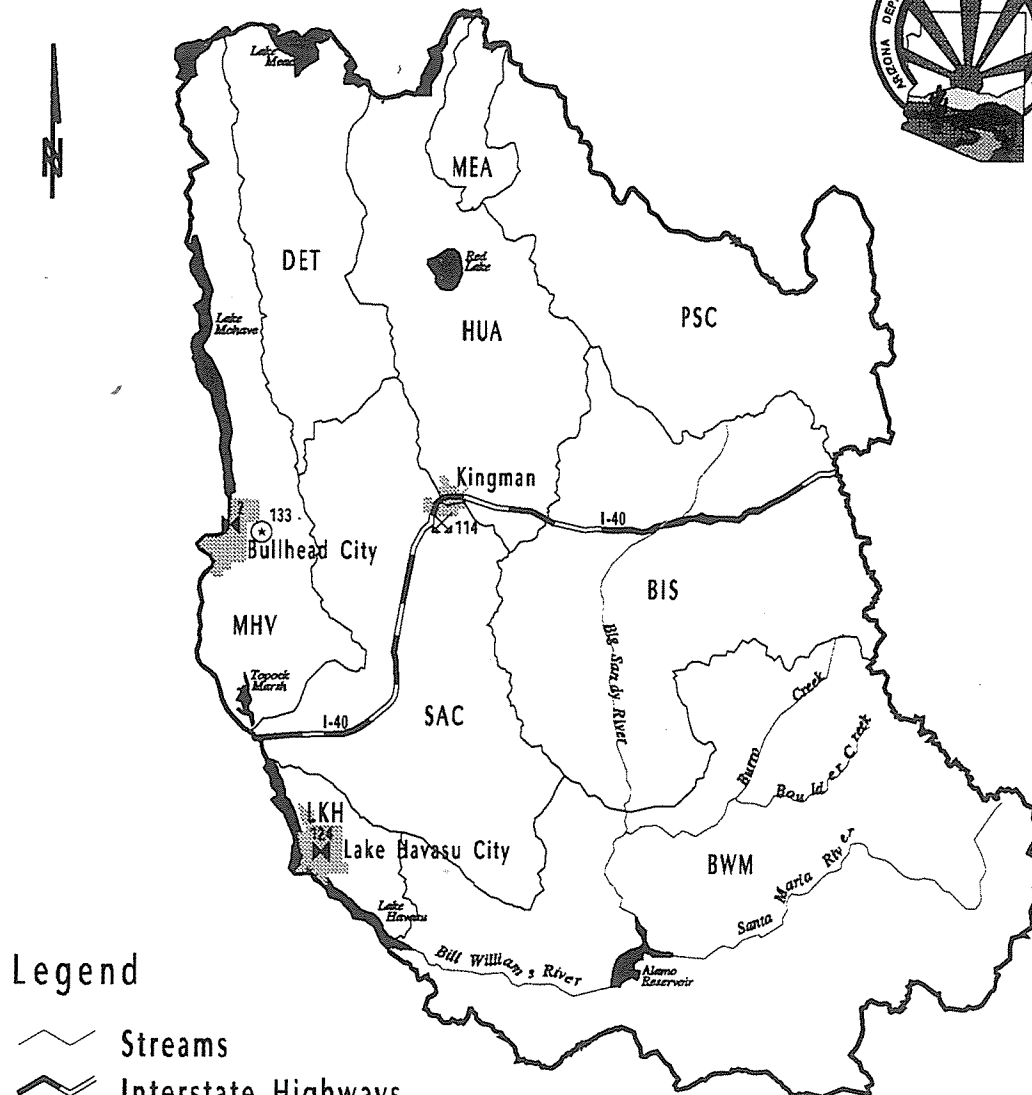 ARIZONA DEP
Lake
Mead
N
MEA
DET
Red
Lake
HUA
PSC
Lake
Mohave
Kingman
2
133
114
I-40
Bullhead City
BIS
MHV
Big Sandy River
Topock
Marsh
SAC
I-40
Burro Creek
Boulder Creek
LKH
124
Lake Havasu City
BWM
Santa Maria River
Lake
Havasu
Bill Williams River
Alamo
Reservoir
Legend
Streams
Interstate Highways